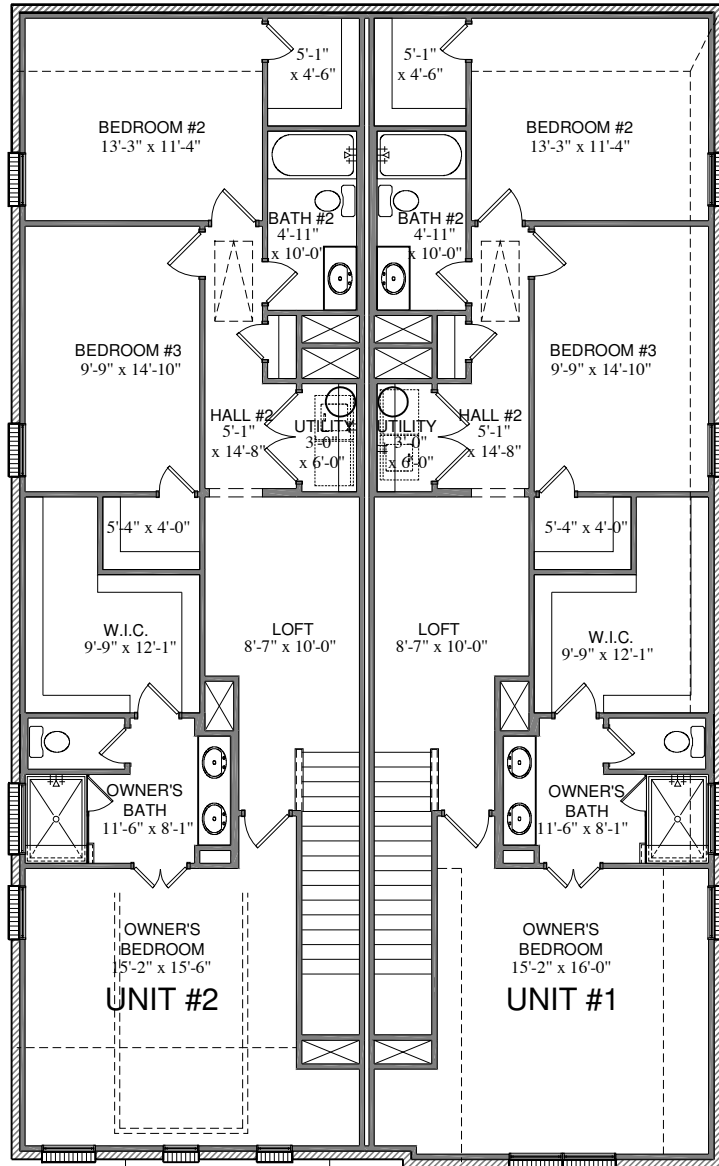 5'-1"
x 4'-6"
5'-1"
x 4'-6"
BEDROOM #2
13'-3" x 11'-4"
BEDROOM #2
13'-3" x 11'-4"
BATH #2
4'-11"
x 10'-0"
BATH #2
4'-11"
x 10'-0"
BEDROOM #3
9'-9" x 14'-10"
BEDROOM #3
9'-9" x 14'-10"
HALL #2
5'-1"
x 14'-8"
UTILITY
3'-0"
x 6'-0"
UTILITY
3'-0"
x 6'-0"
HALL #2
5'-1"
x 14'-8"
5'-4" x 4'-0"
5'-4" x 4'-0"
W.I.C.
9'-9" x 12'-1"
LOFT
8'-7" x 10'-0"
LOFT
8'-7" x 10'-0"
W.I.C.
9'-9" x 12'-1"
OWNER'S
BATH
11'-6" x 8'-1"
OWNER'S
BATH
11'-6" x 8'-1"
OWNER'S
BEDROOM
15'-2" x 15'-6"
UNIT #2
OWNER'S
BEDROOM
15'-2" x 16'-0"
UNIT #1